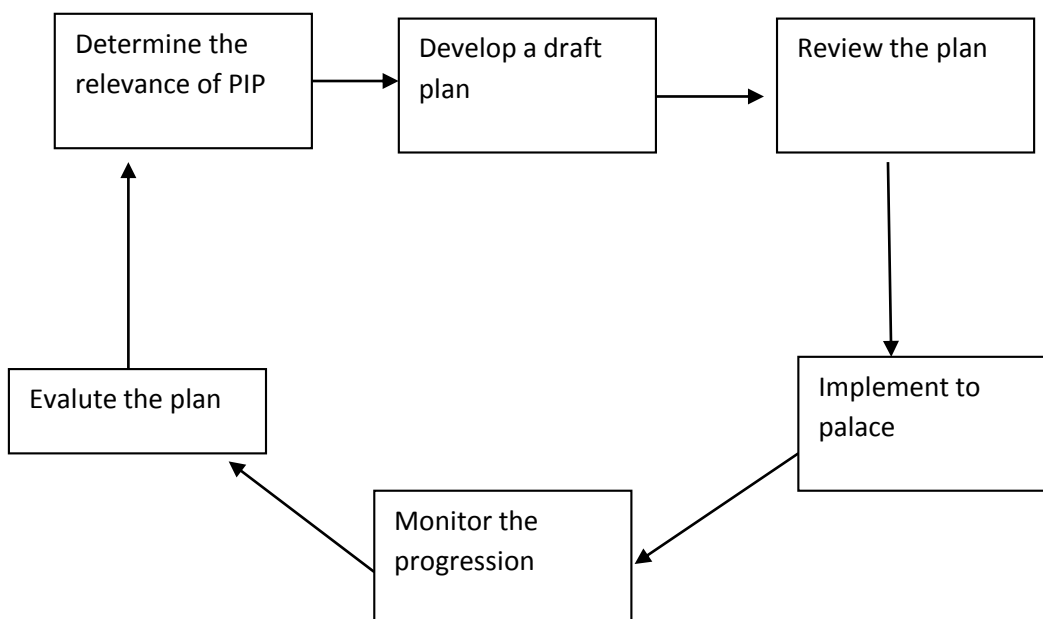 Determine the
relevance of PIP
Develop a draft
plan
Review the plan
Implement to
palace
Monitor the
progression
Evalute the plan